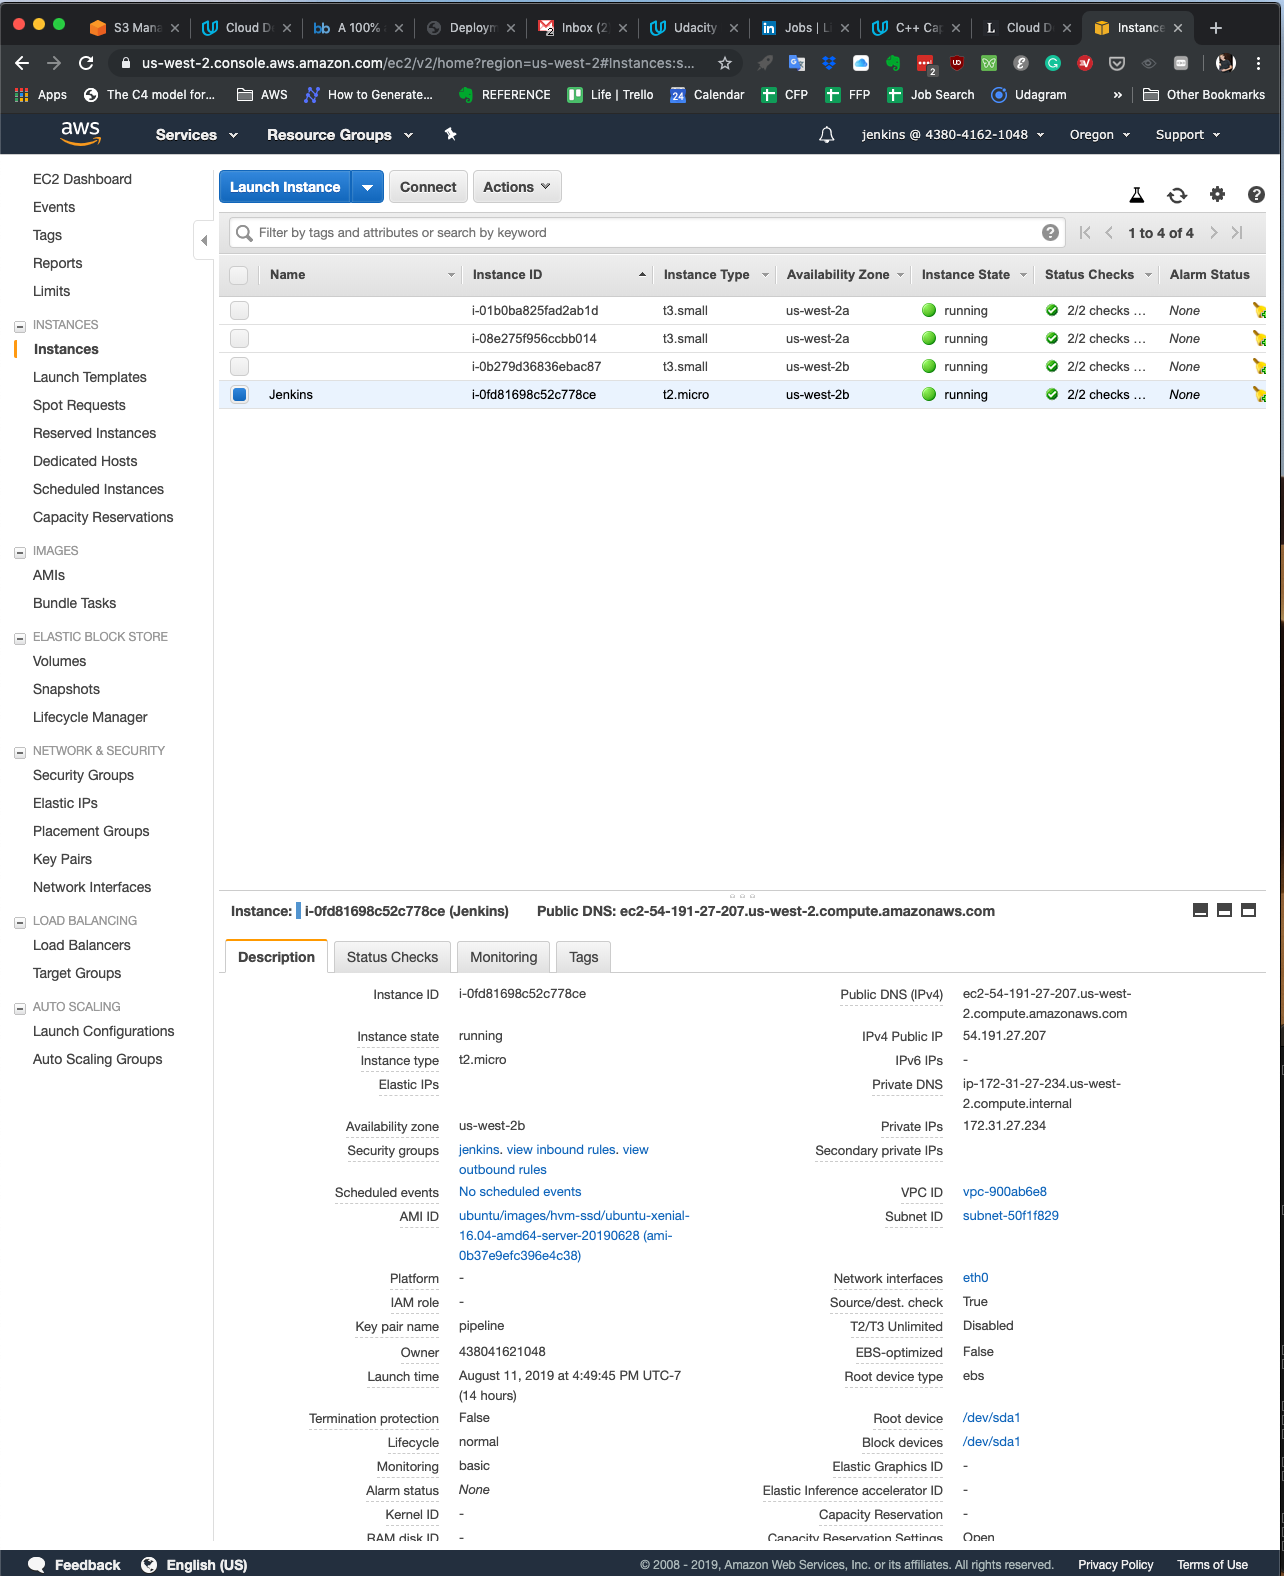 S3 Mana
Cloud De
bb A 100%
Deploym
Inbox (2
Udacity
in Jobs | Li
C++ Cap
L Cloud D
Instance
us-west-2.console.aws.amazon.com/ec2/v2/home?region=us-west-2#Instances:s...
2
Apps The C4 model for... AWS How to Generate... REFERENCE Life | Trello 24 Calendar CFP FFP Job Search Udagram » Other Bookmarks
aws Services Resource Groups jenkins @ 4380-4162-1048 Oregon Support
EC2 Dashboard
Events
Tags
Reports
Limits
INSTANCES
Instances
Launch Templates
Spot Requests
Reserved Instances
Dedicated Hosts
Scheduled Instances
Capacity Reservations
IMAGES
AMIs
Bundle Tasks
ELASTIC BLOCK STORE
Volumes
Snapshots
Lifecycle Manager
NETWORK & SECURITY
Security Groups
Elastic IPs
Placement Groups
Key Pairs
Network Interfaces
LOAD BALANCING
Load Balancers
Target Groups
AUTO SCALING
Launch Configurations
Auto Scaling Groups
Launch Instance Connect Actions
Filter by tags and attributes or search by keyword 1 to 4 of 4
Name Instance ID Instance Type Availability Zone Instance State Status Checks Alarm Status
i-01b0ba825fad2ab1d t3.small us-west-2a running 2/2 checks ... None
i-08e275f956ccbb014 t3.small us-west-2a running 2/2 checks ... None
i-0b279d36836ebac87 t3.small us-west-2b running 2/2 checks ... None
Jenkins i-0fd81698c52c778ce t2.micro us-west-2b running 2/2 checks ... None
Instance: i-0fd81698c52c778ce (Jenkins) Public DNS: ec2-54-191-27-207.us-west-2.compute.amazonaws.com
Description Status Checks Monitoring Tags
Instance ID i-0fd81698c52c778ce
Instance state running
Instance type t2.micro
Elastic IPs
Availability zone us-west-2b
Security groups jenkins. view inbound rules. view
outbound rules
Scheduled events No scheduled events
AMI ID ubuntu/images/hvm-ssd/ubuntu-xenial-
16.04-amd64-server-20190628 (ami-
0b37e9efc396e4c38)
Platform -
IAM role -
Key pair name pipeline
Owner 438041621048
Launch time August 11, 2019 at 4:49:45 PM UTC-7
(14 hours)
Termination protection False
Lifecycle normal
Monitoring basic
Alarm status None
Kernel ID -
RAM disk ID -
Public DNS (IPv4) ec2-54-191-27-207.us-west-
2.compute.amazonaws.com
IPv4 Public IP 54.191.27.207
IPv6 IPs -
Private DNS ip-172-31-27-234.us-west-
2.compute.internal
Private IPs 172.31.27.234
Secondary private IPs
VPC ID vpc-900ab6e8
Subnet ID subnet-50f1f829
Network interfaces eth0
Source/dest. check True
T2/T3 Unlimited Disabled
EBS-optimized False
Root device type ebs
Root device /dev/sda1
Block devices /dev/sda1
Elastic Graphics ID -
Elastic Inference accelerator ID -
Capacity Reservation -
Capacity Reservation Settings Open
Feedback English (US) © 2008 - 2019, Amazon Web Services, Inc. or its affiliates. All rights reserved. Privacy Policy Terms of Use